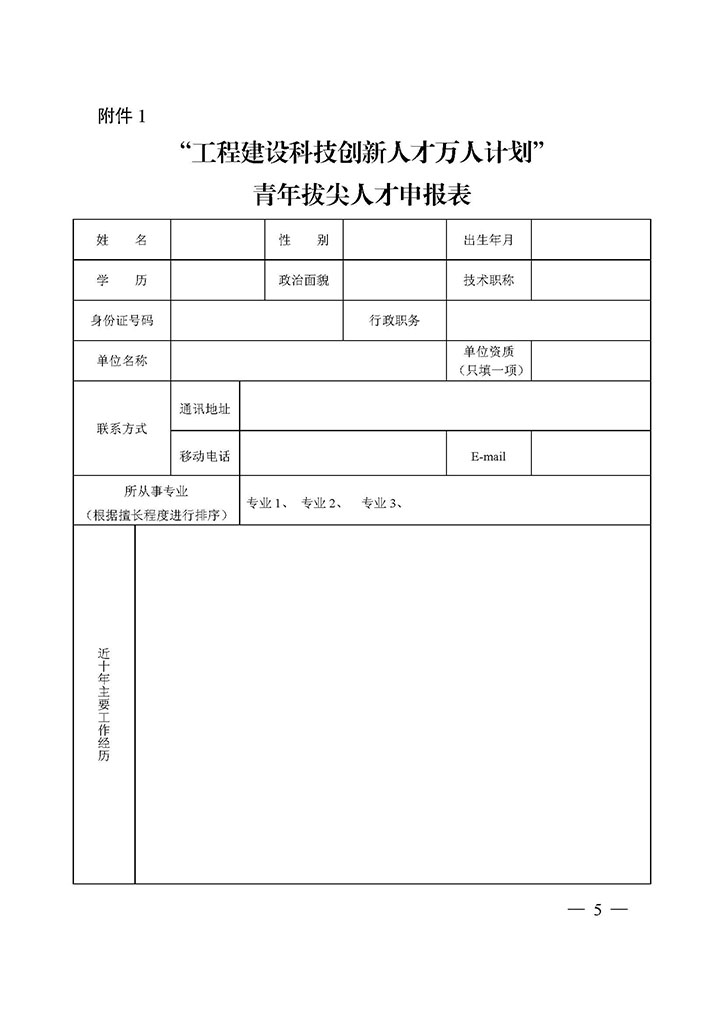 附件 1
“工程建设科技创新人才万人计划”
青年拔尖人才申报表
姓 名 性 别 出生年月
学 历 政治面貌 技术职称
身份证号码 行政职务
单位名称 单位资质
（只填一项）
联系方式 通讯地址
移动电话 E-mail
所从事专业
（根据擅长程度进行排序） 专业 1、 专业 2、 专业 3、
近十年主要工作经历
— 5 —